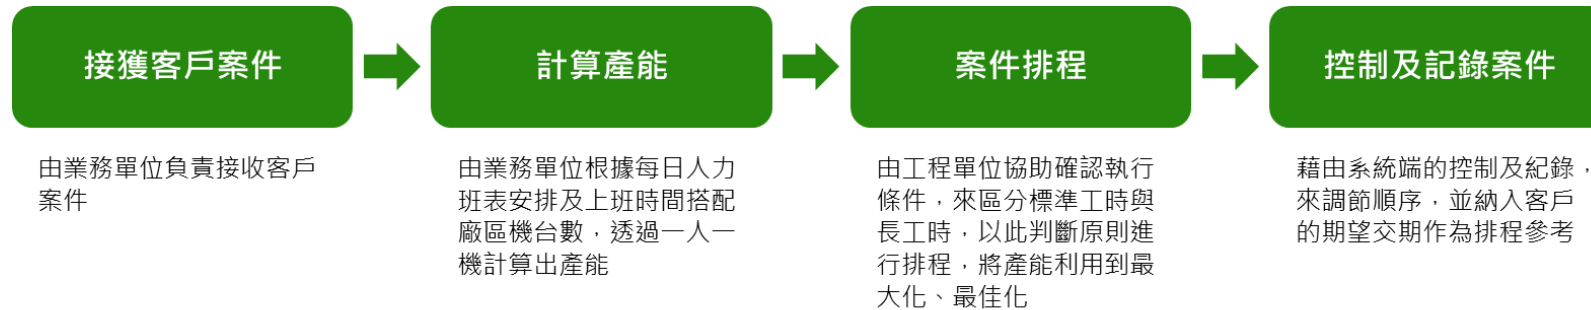 接獲客戶案件
計算產能
案件排程
控制及記錄案件
由業務單位負責接收客戶
案件
由業務單位根據每日人力
班表安排及上班時間搭配
廠區機台數，透過一人一
機計算出產能
由工程單位協助確認執行
條件，來區分標準工時與
長工時，以此判斷原則進
行排程，將產能利用到最
大化、最佳化
藉由系統端的控制及紀錄，
來調節順序，並納入客戶
的期望交期作為排程參考